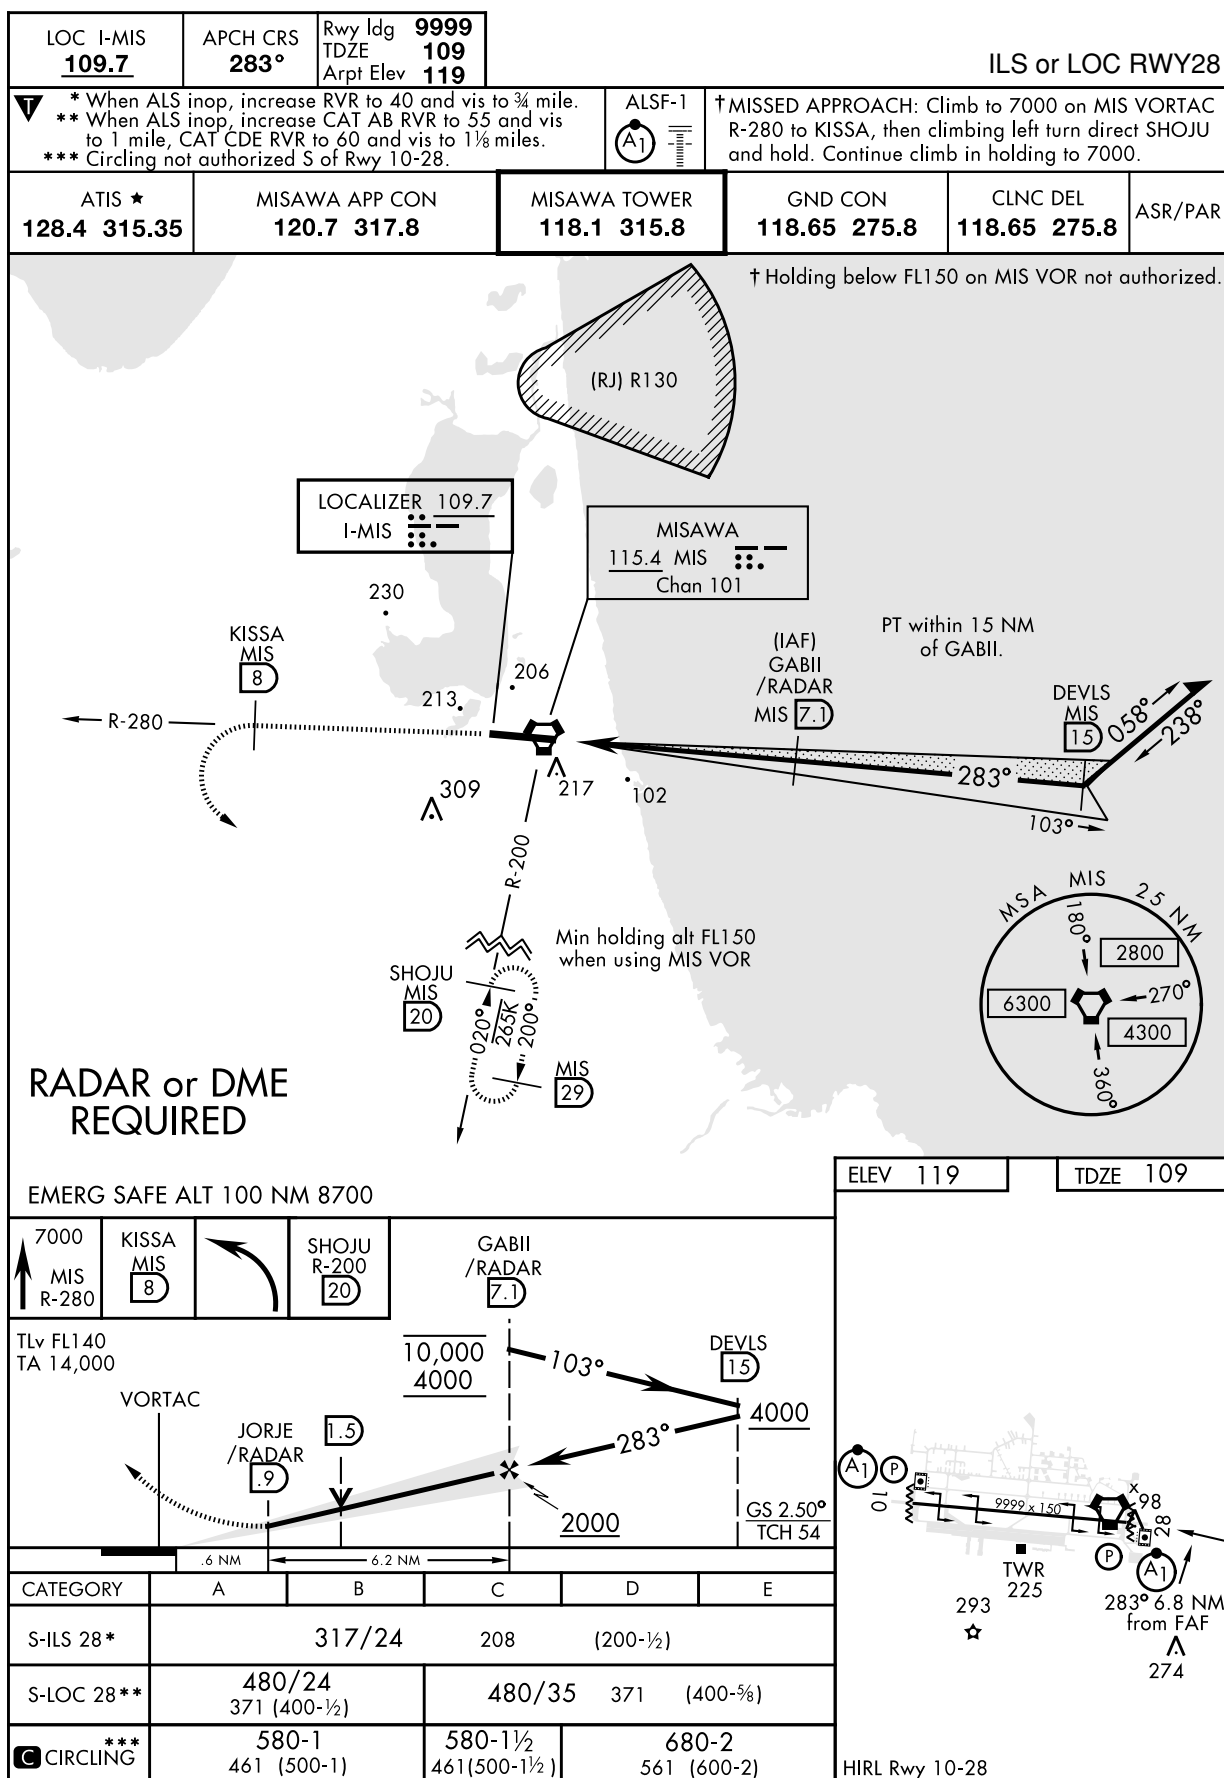 LOC I-MIS
109.7
APCH CRS
283°
Rwy ldg 9999
TDZE 109
Arpt Elev 119
ILS or LOC RWY28
T
* When ALS inop, increase RVR to 40 and vis to ¾ mile.
** When ALS inop, increase CAT AB RVR to 55 and vis
to 1 mile, CAT CDE RVR to 60 and vis to 1⅛ miles.
*** Circling not authorized S of Rwy 10-28.
ALSF-1
A1
† MISSED APPROACH: Climb to 7000 on MIS VORTAC
R-280 to KISSA, then climbing left turn direct SHOJU
and hold. Continue climb in holding to 7000.
ATIS ★
128.4 315.35
MISAWA APP CON
120.7 317.8
MISAWA TOWER
118.1 315.8
GND CON
118.65 275.8
CLNC DEL
118.65 275.8
ASR/PAR
† Holding below FL150 on MIS VOR not authorized.
(RJ) R130
LOCALIZER 109.7
I-MIS
MISAWA
115.4 MIS
Chan 101
230
KISSA
MIS
8
206
213
R-280
(IAF)
GABII
/RADAR
MIS 7.1
PT within 15 NM
of GABII.
DEVLS
MIS
15
058°
238°
283°
103°
309
217
102
R-200
Min holding alt FL150
when using MIS VOR
SHOJU
MIS
20
020°
265K
200°
MIS
29
MSA MIS 25 NM
180°
2800
270°
6300
4300
360°
RADAR or DME
REQUIRED
EMERG SAFE ALT 100 NM 8700
ELEV 119
TDZE 109
7000
MIS
R-280
KISSA
MIS
8
SHOJU
R-200
20
GABII
/RADAR
7.1
TLv FL140
TA 14,000
10,000
4000
103°
DEVLS
15
4000
VORTAC
JORJE
/RADAR
.9
1.5
283°
2000
GS 2.50°
TCH 54
.6 NM
6.2 NM
A1
P
10
9999 x 150
X
98
28
P
A1
TWR
225
293
283° 6.8 NM
from FAF
274
HIRL Rwy 10-28
CATEGORY A B C D E
S-ILS 28* 317/24 208 (200-½)
S-LOC 28** 480/24 371 (400-½) 480/35 371 (400-⅝)
C CIRCLING*** 580-1 461 (500-1) 580-1½ 461(500-1½) 680-2 561 (600-2)